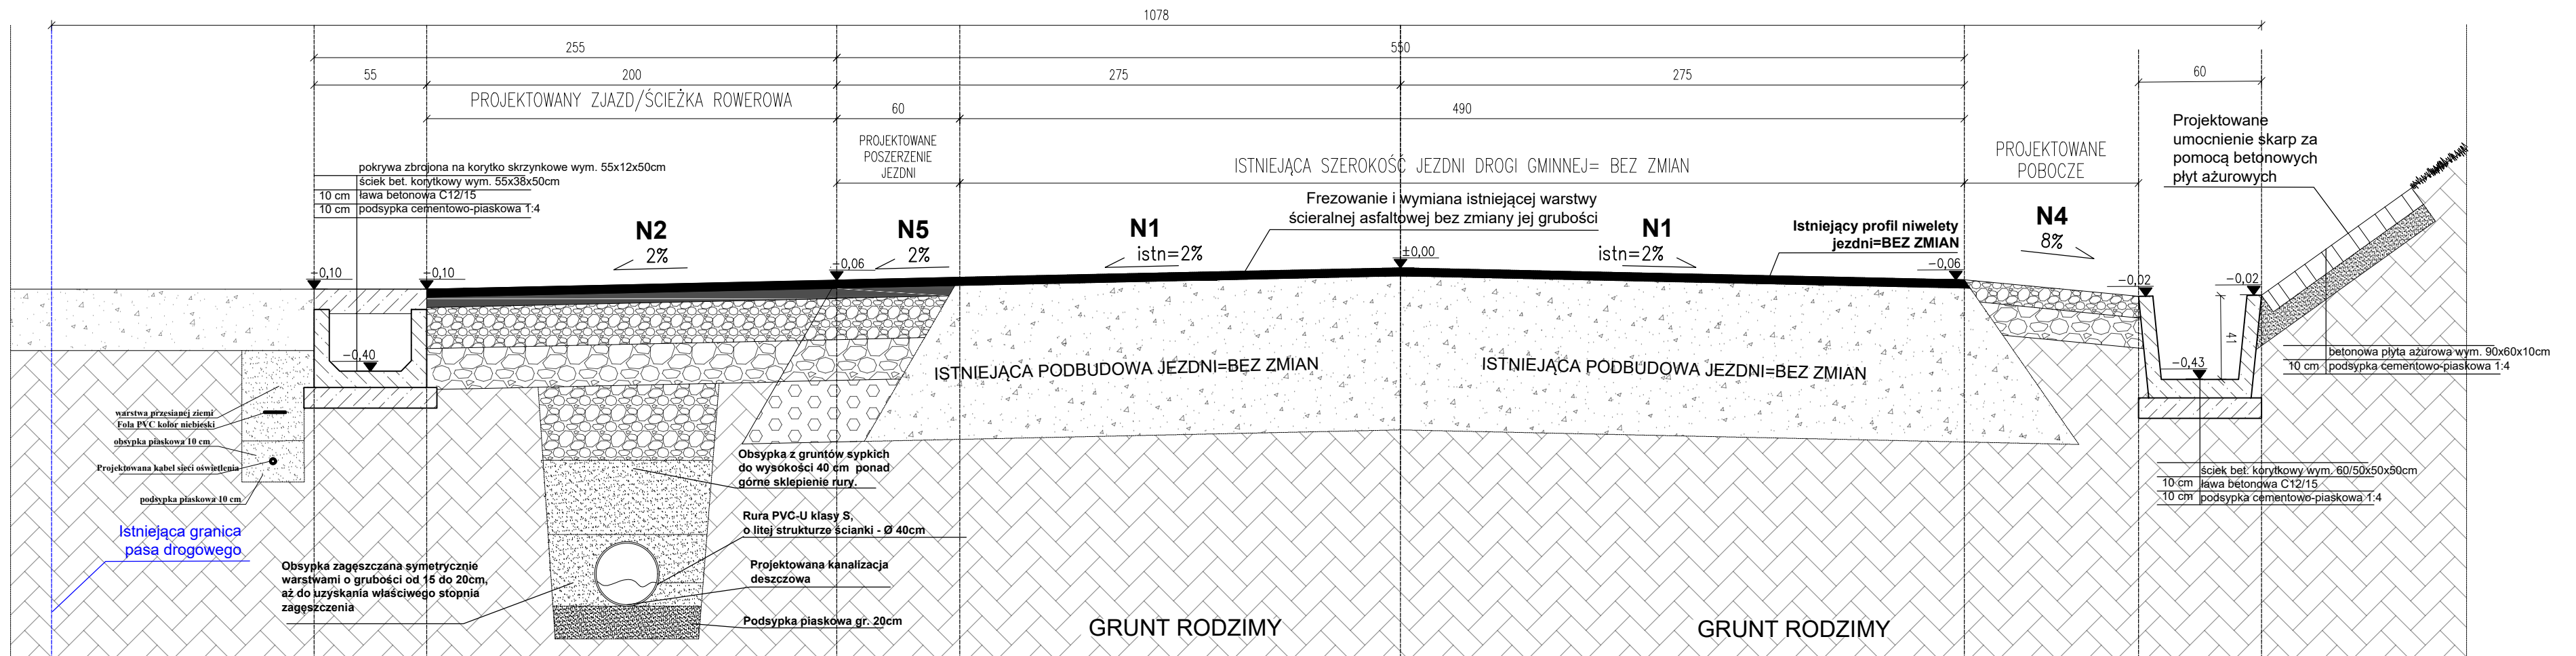 1078
255
550
55
200
275
275
60
PROJEKTOWANY ZJAZD/ŚCIEŻKA ROWEROWA
60
490
PROJEKTOWANE
POSZERZENIE
JEZDNI
ISTNIEJĄCA SZEROKOŚĆ JEZDNI DROGI GMINNEJ= BEZ ZMIAN
PROJEKTOWANE
POBOCZE
Projektowane
umocnienie skarp za
pomocą betonowych
płyt ażurowych
pokrywa zbrojona na korytko skrzynkowe wym. 55x12x50cm
ściek bet. korytkowy wym. 55x38x50cm
10 cm ława betonowa C12/15
10 cm podsypka cementowo-piaskowa 1:4
Frezowanie i wymiana istniejącej warstwy
ścieralnej asfaltowej bez zmiany jej grubości
Istniejący profil niwelety
jezdni=BEZ ZMIAN
N2
2%
N5
2%
N1
istn=2%
N1
istn=2%
N4
8%
-0,10
-0,10
-0,06
±0,00
-0,06
-0,02
-0,02
-0,40
-0,43
41
ISTNIEJĄCA PODBUDOWA JEZDNI=BEZ ZMIAN
ISTNIEJĄCA PODBUDOWA JEZDNI=BEZ ZMIAN
betonowa płyta ażurowa wym. 90x60x10cm
10 cm podsypka cementowo-piaskowa 1:4
warstwa przesianej ziemi
Fola PVC kolor niebieski
obsypka piaskowa 10 cm
Projektowana kabel sieci oświetlenia
podsypka piaskowa 10 cm
Istniejąca granica
pasa drogowego
Obsypka z gruntów sypkich
do wysokości 40 cm ponad
górne sklepienie rury.
Rura PVC-U klasy S,
o litej strukturze ścianki - Ø 40cm
Projektowana kanalizacja
deszczowa
Podsypka piaskowa gr. 20cm
Obsypka zagęszczana symetrycznie
warstwami o grubości od 15 do 20cm,
aż do uzyskania właściwego stopnia
zagęszczenia
ściek bet. korytkowy wym. 60/50x50x50cm
10 cm ława betonowa C12/15
10 cm podsypka cementowo-piaskowa 1:4
GRUNT RODZIMY
GRUNT RODZIMY